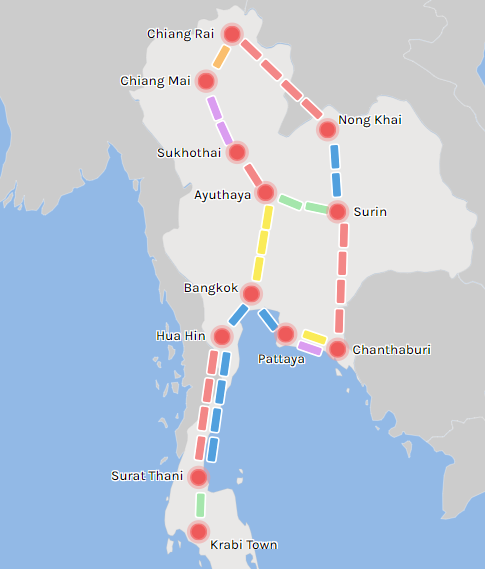 Chiang Rai
Chiang Mai
Nong Khai
Sukhothai
Ayuthaya
Surin
Bangkok
Hua Hin
Pattaya
Chanthaburi
Surat Thani
Krabi Town